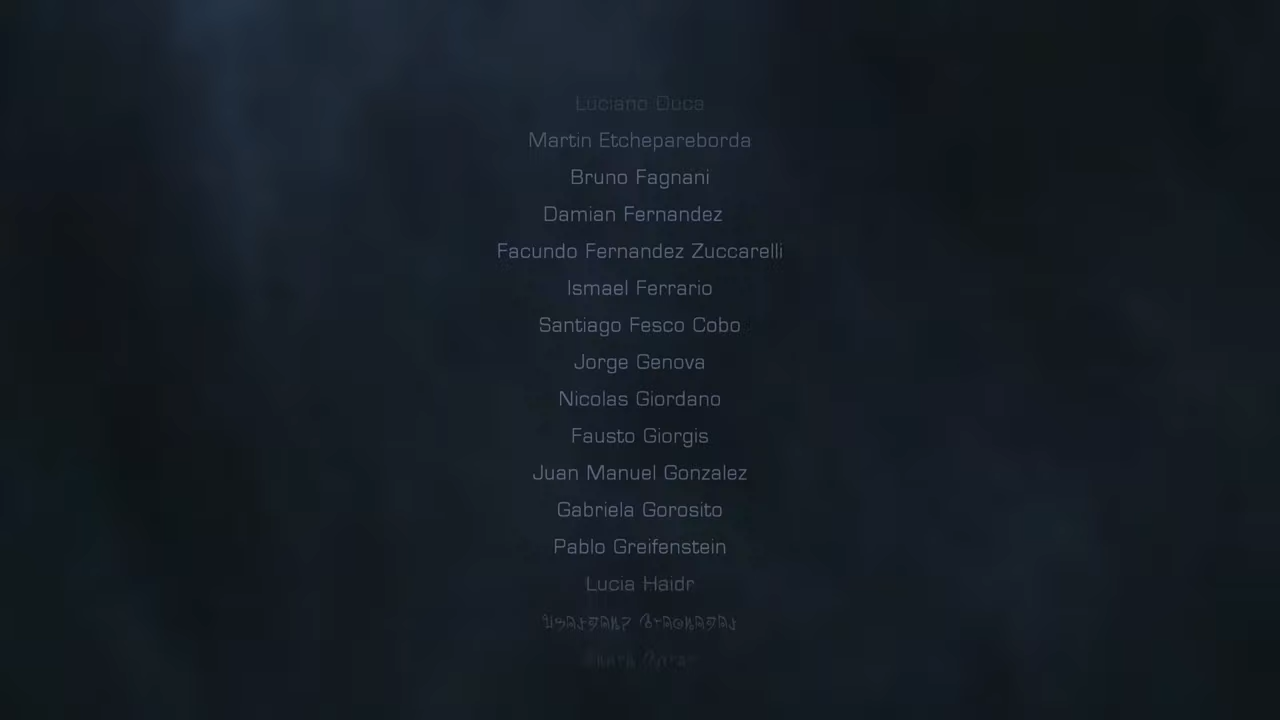 Luciano Duca
Martin Etchepareborda
Bruno Fagnani
Damian Fernandez
Facundo Fernandez Zuccarelli
Ismael Ferrario
Santiago Fesco Cobo
Jorge Genova
Nicolas Giordano
Fausto Giorgis
Juan Manuel Gonzalez
Gabriela Gorosito
Pablo Greifenstein
Lucia Haidr